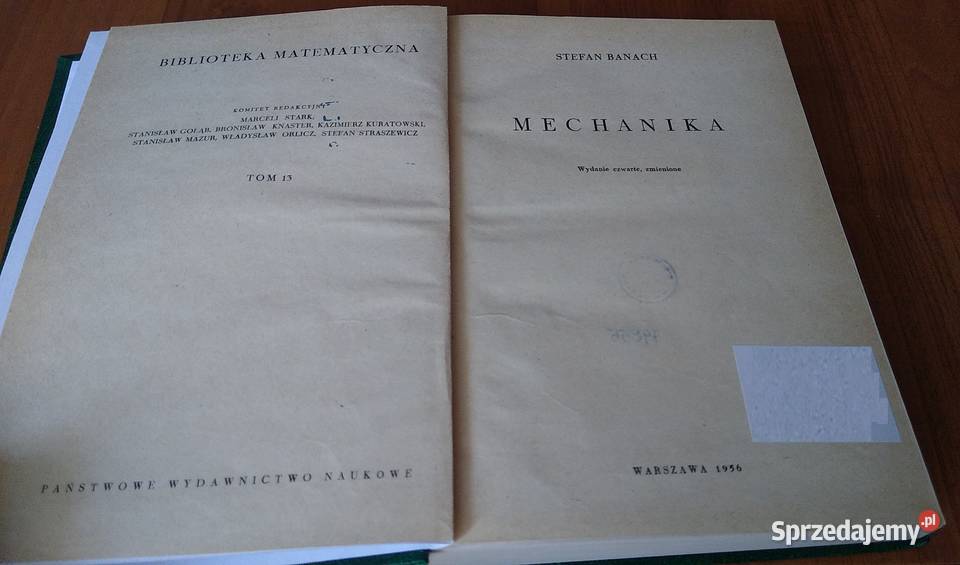 BIBLIOTEKA MATEMATYCZNA
KOMITET REDAKCYJNY
MARCELI STARK,
STANISŁAW GOŁĄB, BRONISŁAW KNASTER, KAZIMIERZ KURATOWSKI,
STANISŁAW MAZUR, WŁADYSŁAW ORLICZ, STEFAN STRASZEWICZ
TOM 13
PAŃSTWOWE WYDAWNICTWO NAUKOWE
STEFAN BANACH
MECHANIKA
Wydanie czwarte, zmienione
WARSZAWA 1956
Sprzedajemy.pl